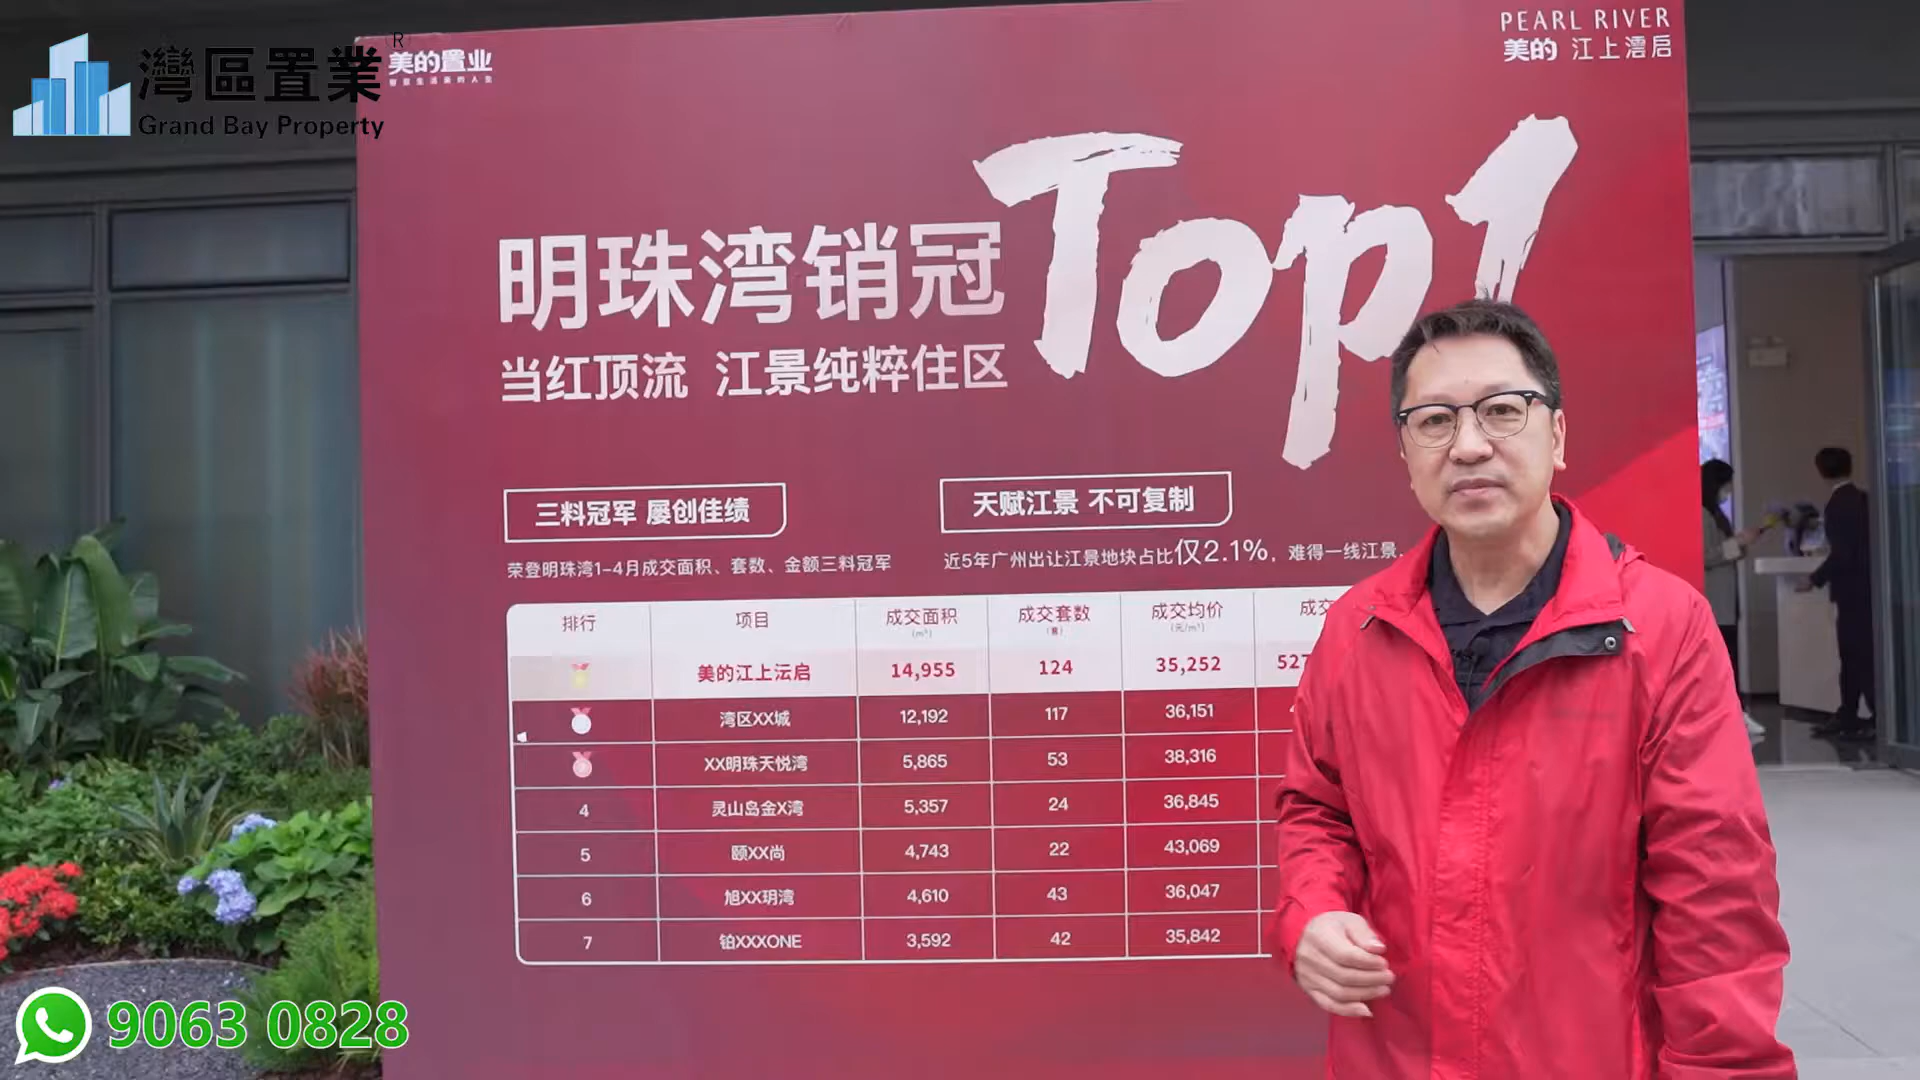 灣區置業®
Grand Bay Property
美的置业
PEARL RIVER
美的 江上澐启
明珠湾销冠 Top1
当红顶流 江景纯粹住区
三料冠军 屡创佳绩
荣登明珠湾1-4月成交面积、套数、金额三料冠军
天赋江景 不可复制
近5年广州出让江景地块占比仅2.1%,难得一线江景
排行 项目 成交面积(m²) 成交套数(套) 成交均价(元/m²) 成交
美的江上沄启 14,955 124 35,252 527
湾区XX城 12,192 117 36,151
XX明珠天悦湾 5,865 53 38,316
4 灵山岛金X湾 5,357 24 36,845
5 颐XX尚 4,743 22 43,069
6 旭XX玥湾 4,610 43 36,047
7 铂XXXONE 3,592 42 35,842
9063 0828